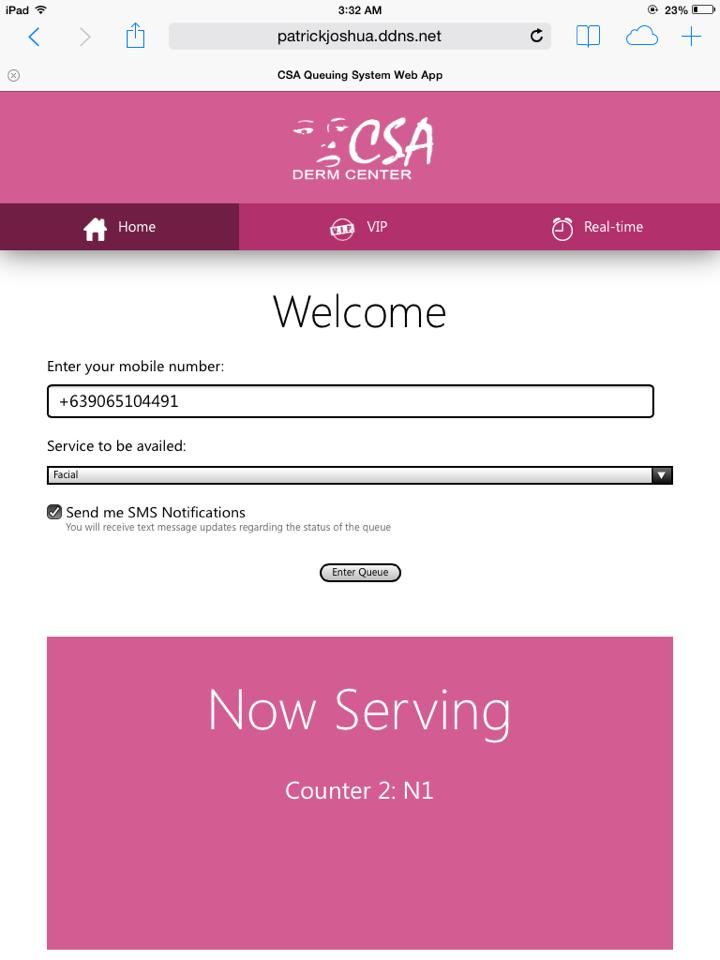 iPad 3:32 AM 23%
patrickjoshua.ddns.net
CSA Queuing System Web App
CSA
DERM CENTER
Home V.I.P. VIP Real-time
Welcome
Enter your mobile number:
+639065104491
Service to be availed:
Facial
Send me SMS Notifications
You will receive text message updates regarding the status of the queue
Enter Queue
Now Serving
Counter 2: N1